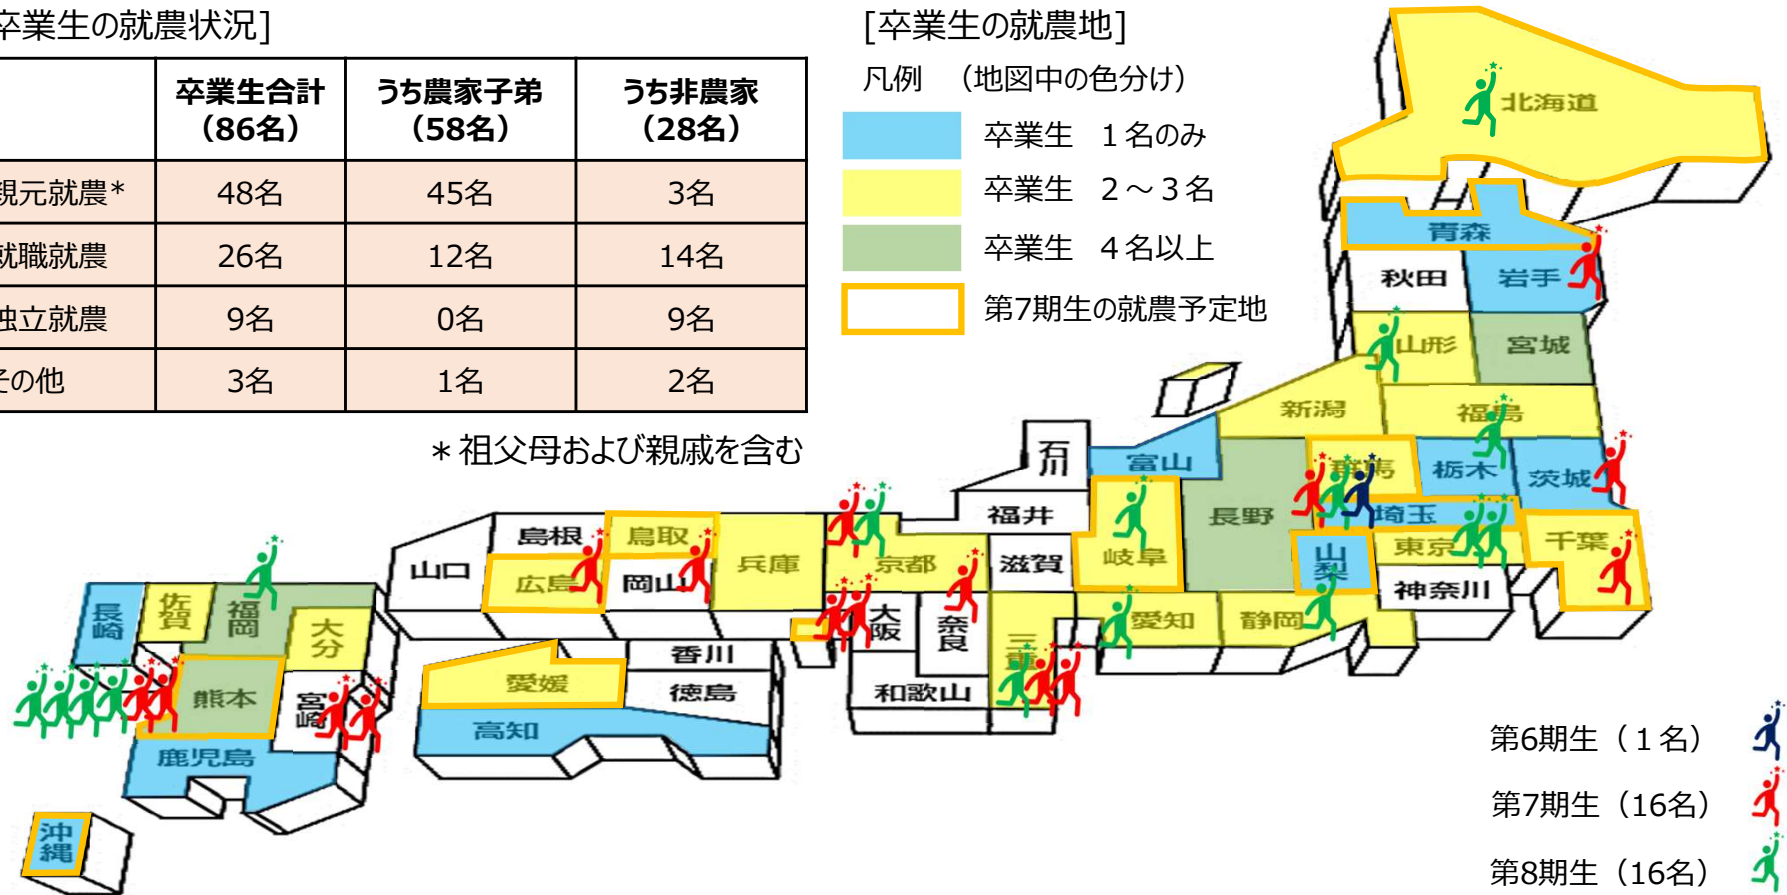 卒業生の就農状況]
卒業生合計
（86名）
うち農家子弟
（58名）
うち非農家
（28名）
親元就農*
48名
45名
3名
就職就農
26名
12名
14名
独立就農
9名
0名
9名
その他
3名
1名
2名
＊祖父母および親戚を含む
[卒業生の就農地]
凡例 （地図中の色分け）
卒業生 １名のみ
卒業生 ２～３名
卒業生 ４名以上
第7期生の就農予定地
北海道
青森
秋田
岩手
山形
宮城
新潟
福島
石川
富山
群馬
栃木
茨城
福井
長野
埼玉
島根
鳥取
兵庫
京都
滋賀
岐阜
山梨
東京
千葉
山口
広島
岡山
神奈川
長崎
佐賀
福岡
大分
大阪
奈良
三重
愛知
静岡
香川
熊本
宮崎
愛媛
徳島
和歌山
高知
鹿児島
沖縄
第6期生（１名）
第7期生（16名）
第8期生（16名）